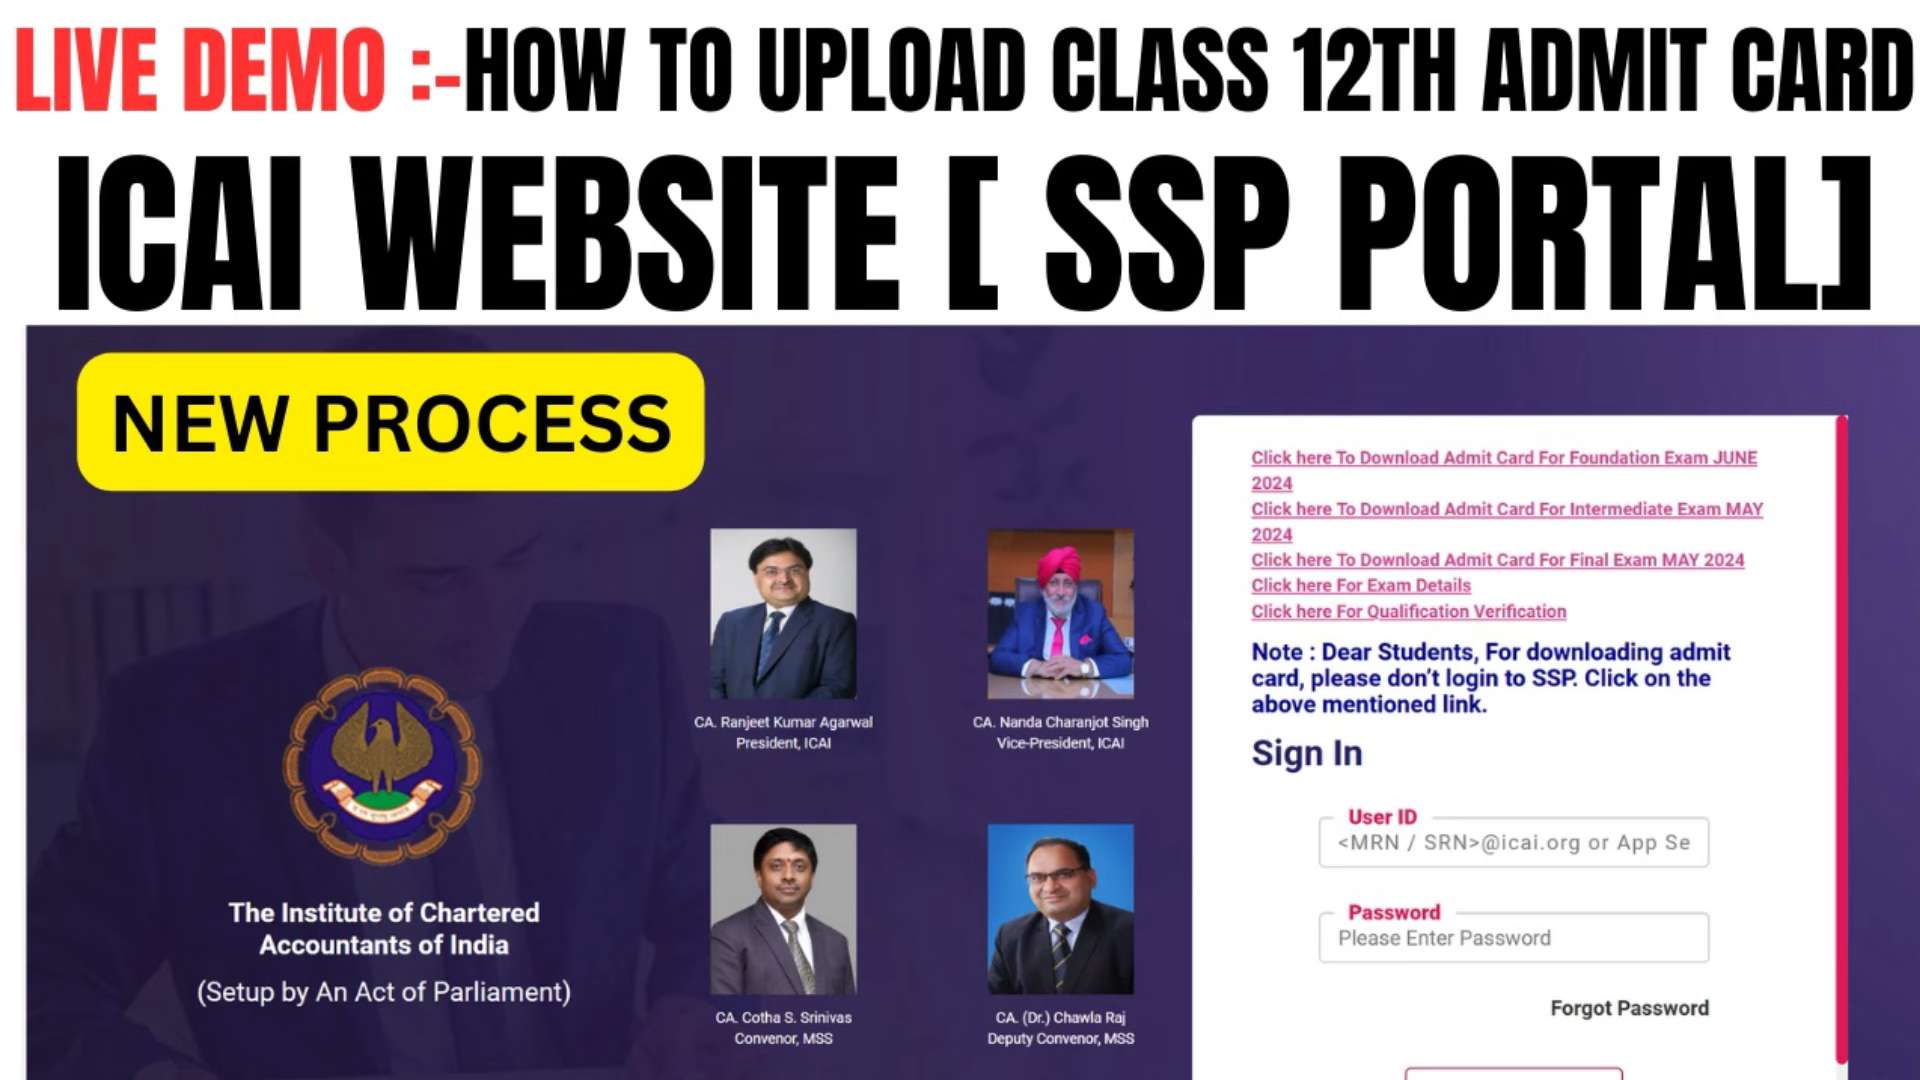 LIVE DEMO :-HOW TO UPLOAD CLASS 12TH ADMIT CARD
ICAI WEBSITE [ SSP PORTAL]
NEW PROCESS
CA. Ranjeet Kumar Agarwal
President, ICAI
CA. Nanda Charanjot Singh
Vice-President, ICAI
CA. Cotha S. Srinivas
Convenor, MSS
CA. (Dr.) Chawla Raj
Deputy Convenor, MSS
The Institute of Chartered
Accountants of India
(Setup by An Act of Parliament)
Click here To Download Admit Card For Foundation Exam JUNE
2024
Click here To Download Admit Card For Intermediate Exam MAY
2024
Click here To Download Admit Card For Final Exam MAY 2024
Click here For Exam Details
Click here For Qualification Verification
Note : Dear Students, For downloading admit
card, please don't login to SSP. Click on the
above mentioned link.
Sign In
User ID
<MRN / SRN>@icai.org or App Se
Password
Please Enter Password
Forgot Password